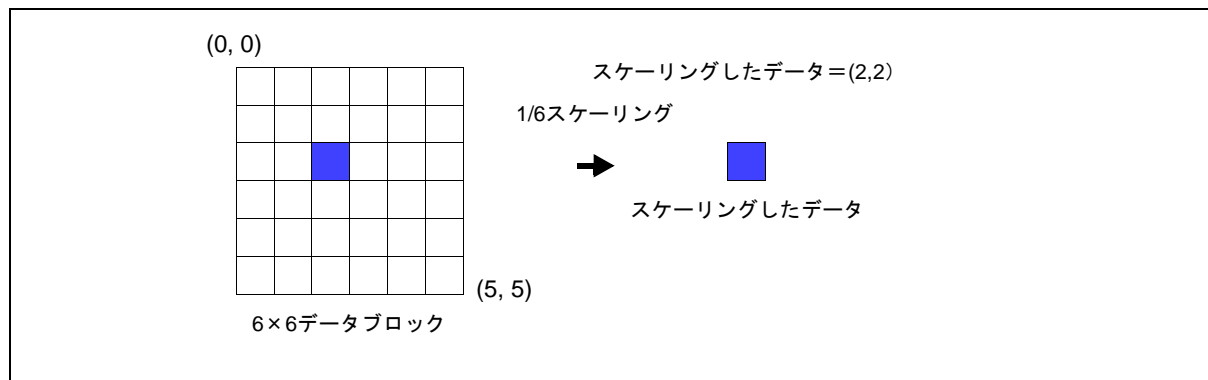 (0, 0)
スケーリングしたデータ＝(2,2）
1/6スケーリング
スケーリングしたデータ
(5, 5)
6×6データブロック